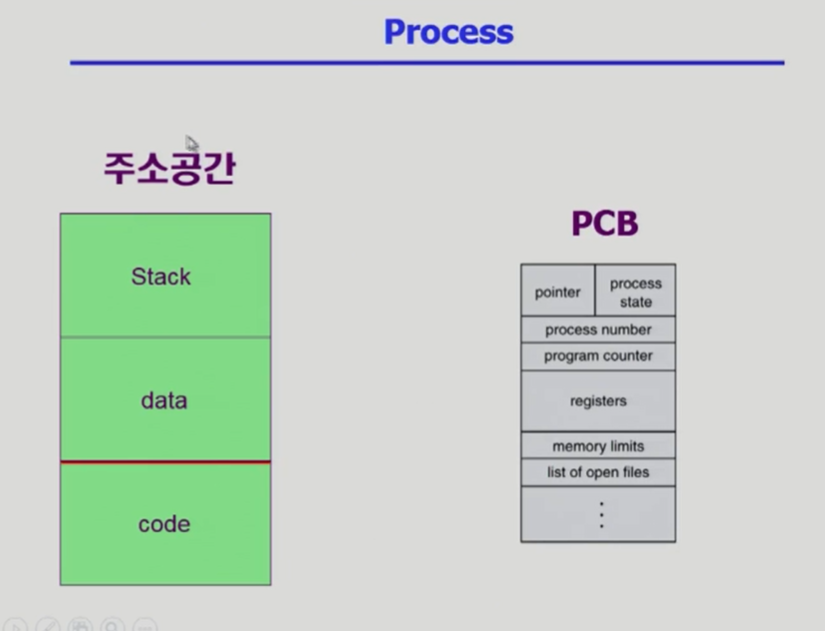 Process
주소공간
Stack
data
code
PCB
pointer
process
state
process number
program counter
registers
memory limits
list of open files